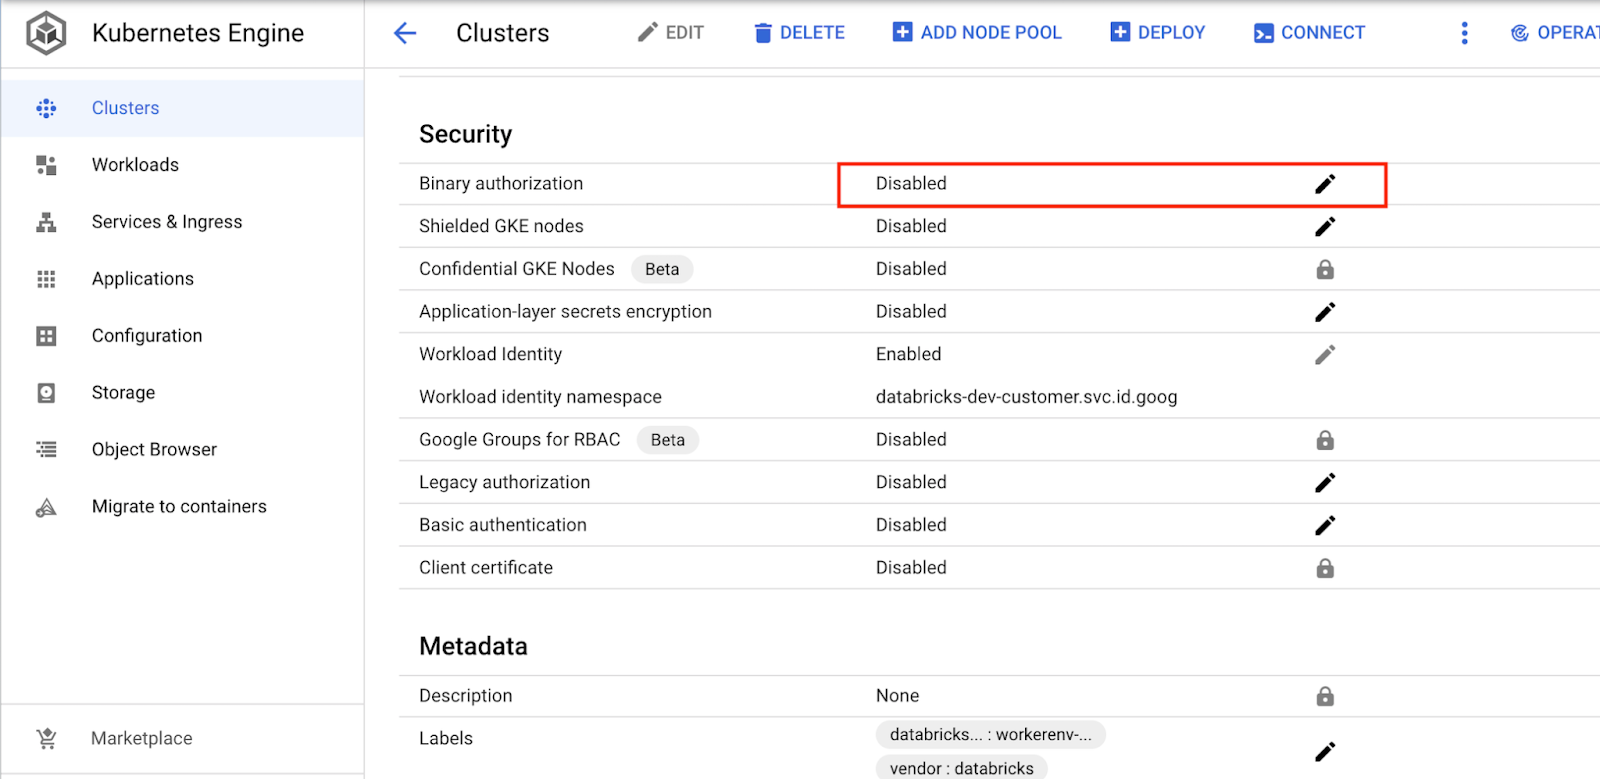 Kubernetes Engine
Clusters
EDIT
DELETE
ADD NODE POOL
DEPLOY
CONNECT
OPERAT
Clusters
Workloads
Services & Ingress
Applications
Configuration
Storage
Object Browser
Migrate to containers
Marketplace
Security
Binary authorization Disabled
Shielded GKE nodes Disabled
Confidential GKE Nodes Beta Disabled
Application-layer secrets encryption Disabled
Workload Identity Enabled
Workload identity namespace databricks-dev-customer.svc.id.goog
Google Groups for RBAC Beta Disabled
Legacy authorization Disabled
Basic authentication Disabled
Client certificate Disabled
Metadata
Description None
Labels databricks... : workerenv-...
vendor : databricks